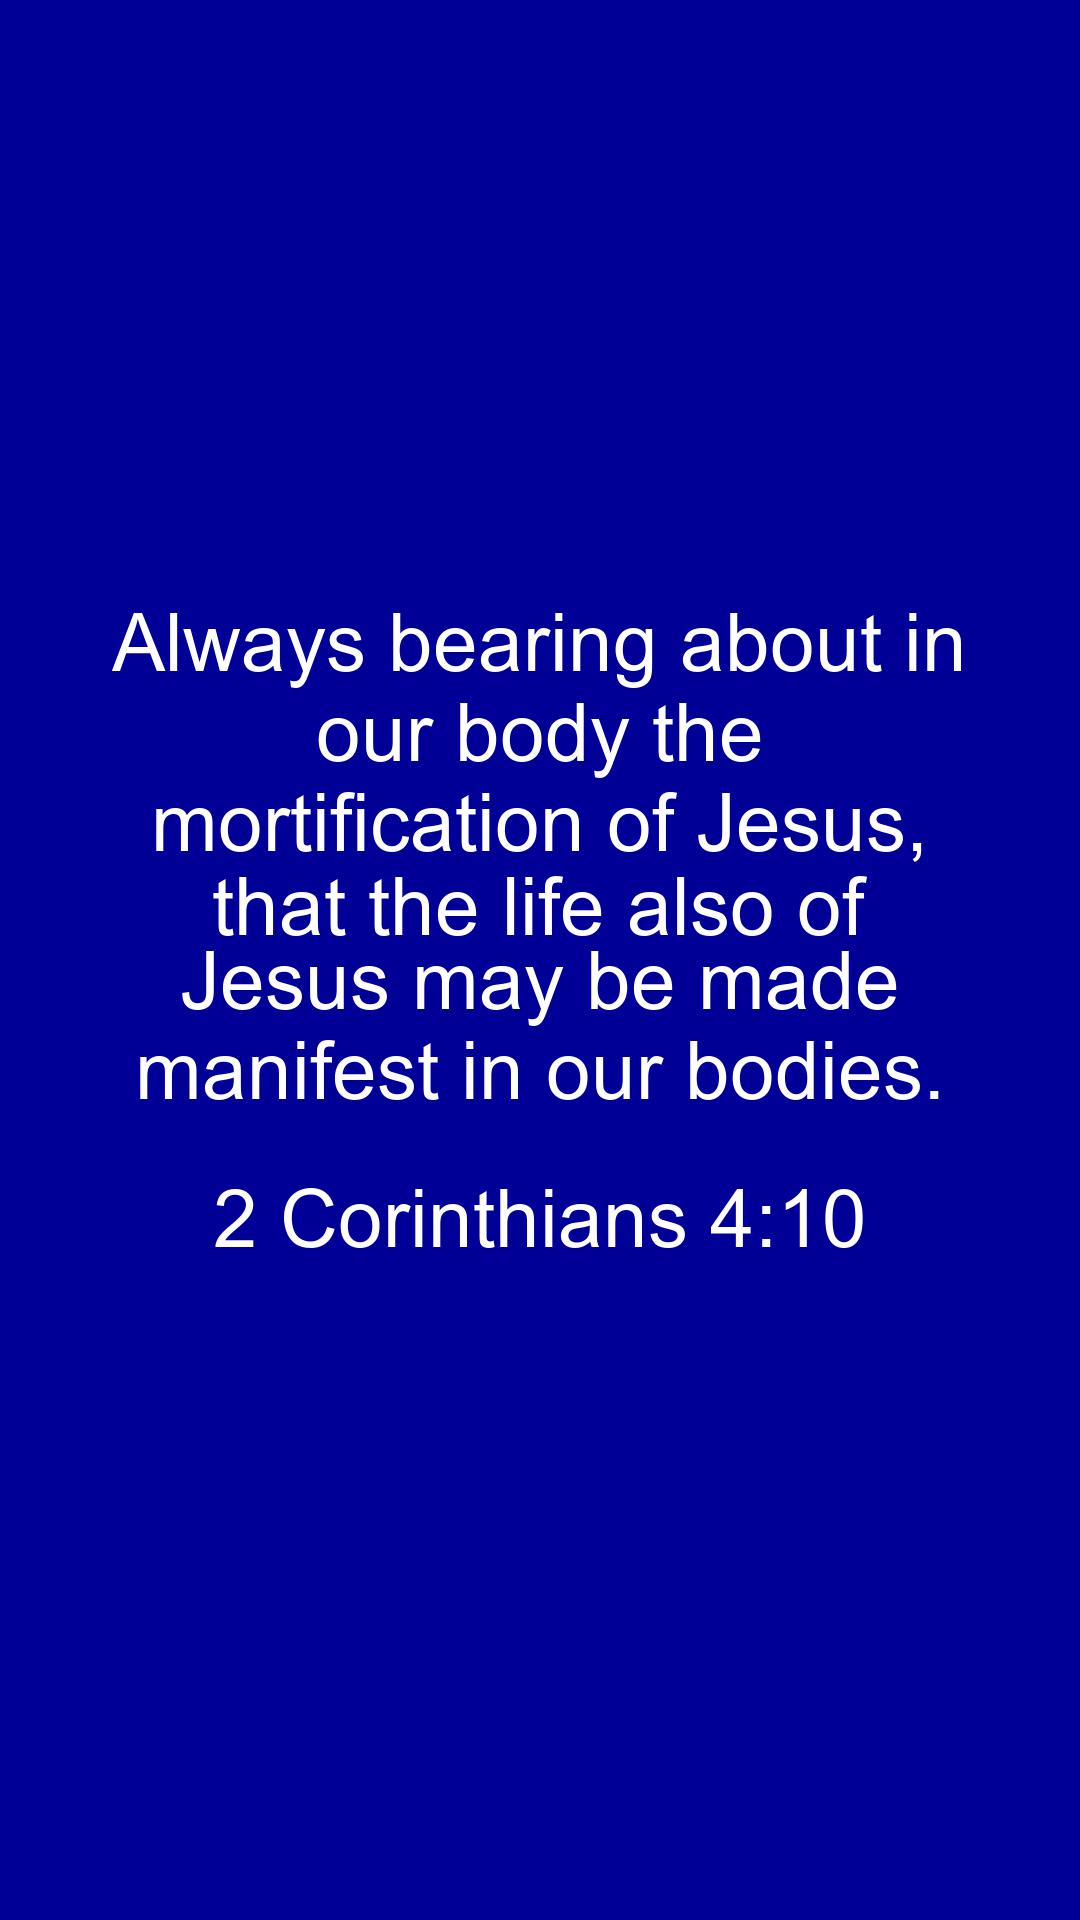 Always bearing about in
our body the
mortification of Jesus,
that the life also of
Jesus may be made
manifest in our bodies.
2 Corinthians 4:10